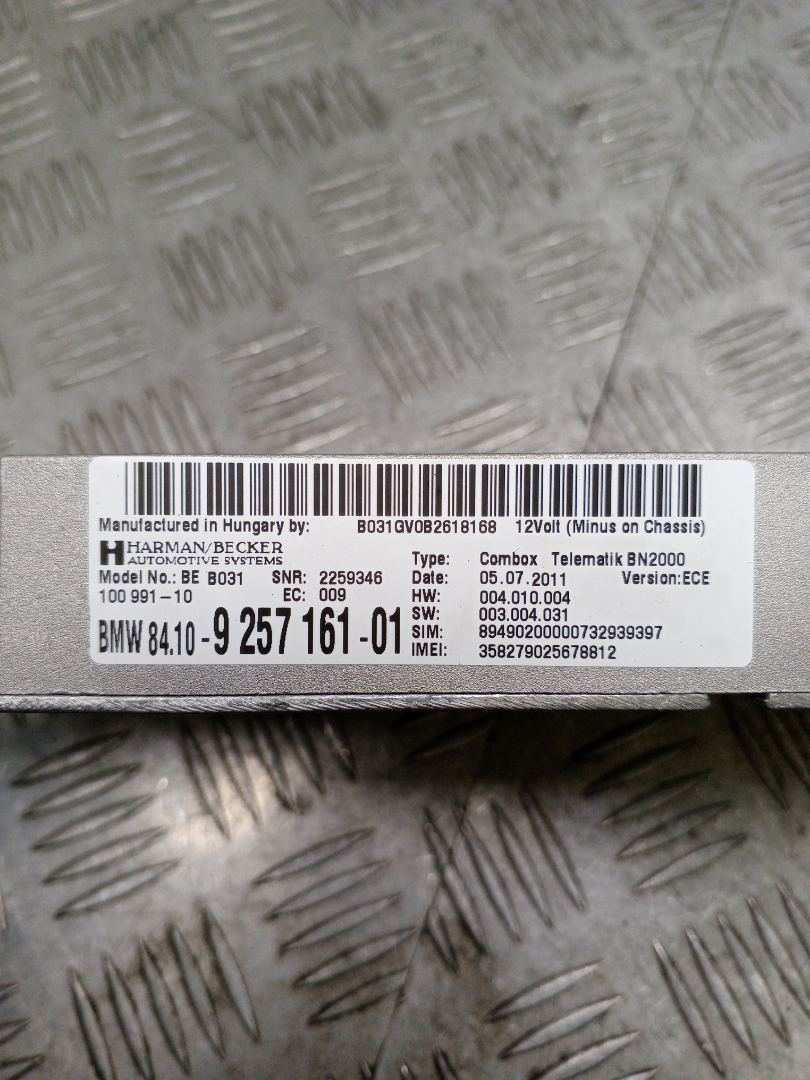 Manufactured in Hungary by: B031GV0B2618168 12Volt (Minus on Chassis)
HARMAN/BECKER
AUTOMOTIVE SYSTEMS
Type: Combox Telematik BN2000
Model No.: BE B031 SNR: 2259346 Date: 05.07.2011 Version:ECE
100 991-10 EC: 009 HW: 004.010.004
SW: 003.004.031
BMW 84.10-9 257 161-01 SIM: 89490200000732939397
IMEI: 358279025678812